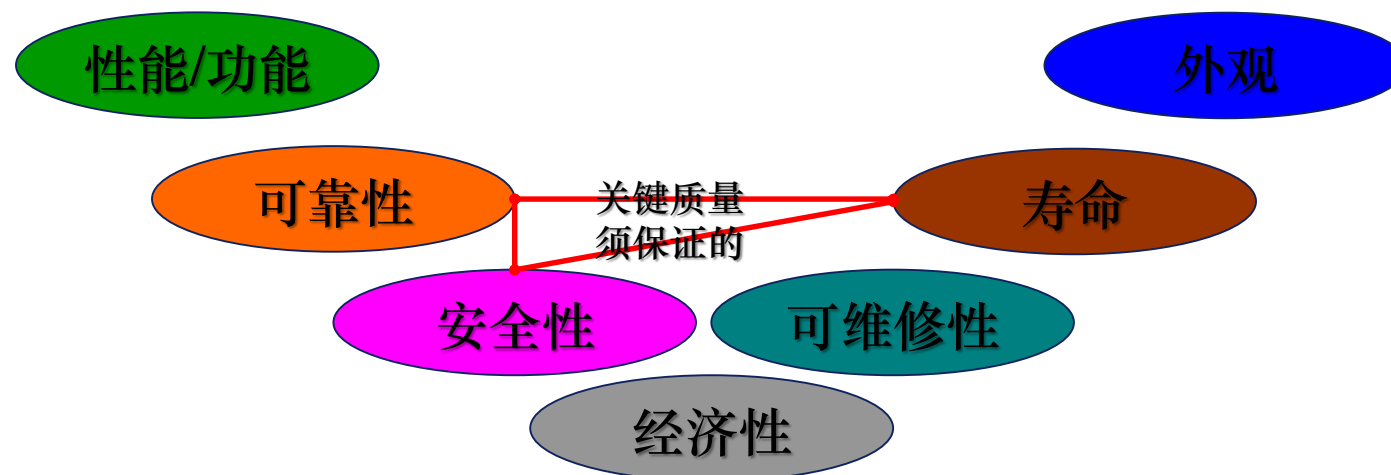 性能/功能
外观
可靠性
关键质量
须保证的
寿命
安全性
可维修性
经济性